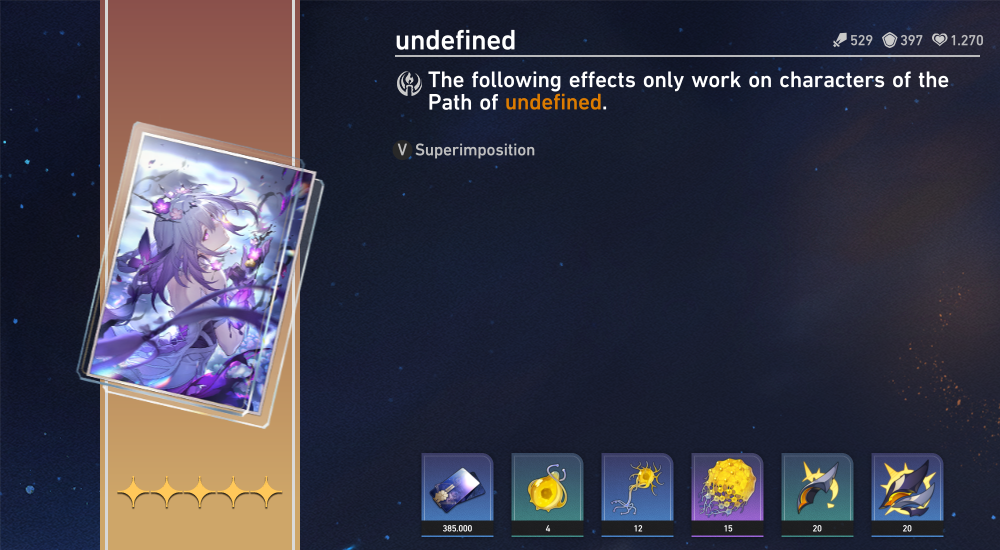 undefined
529 397 1.270
The following effects only work on characters of the
Path of undefined.
V Superimposition
385.000 4 12 15 20 20